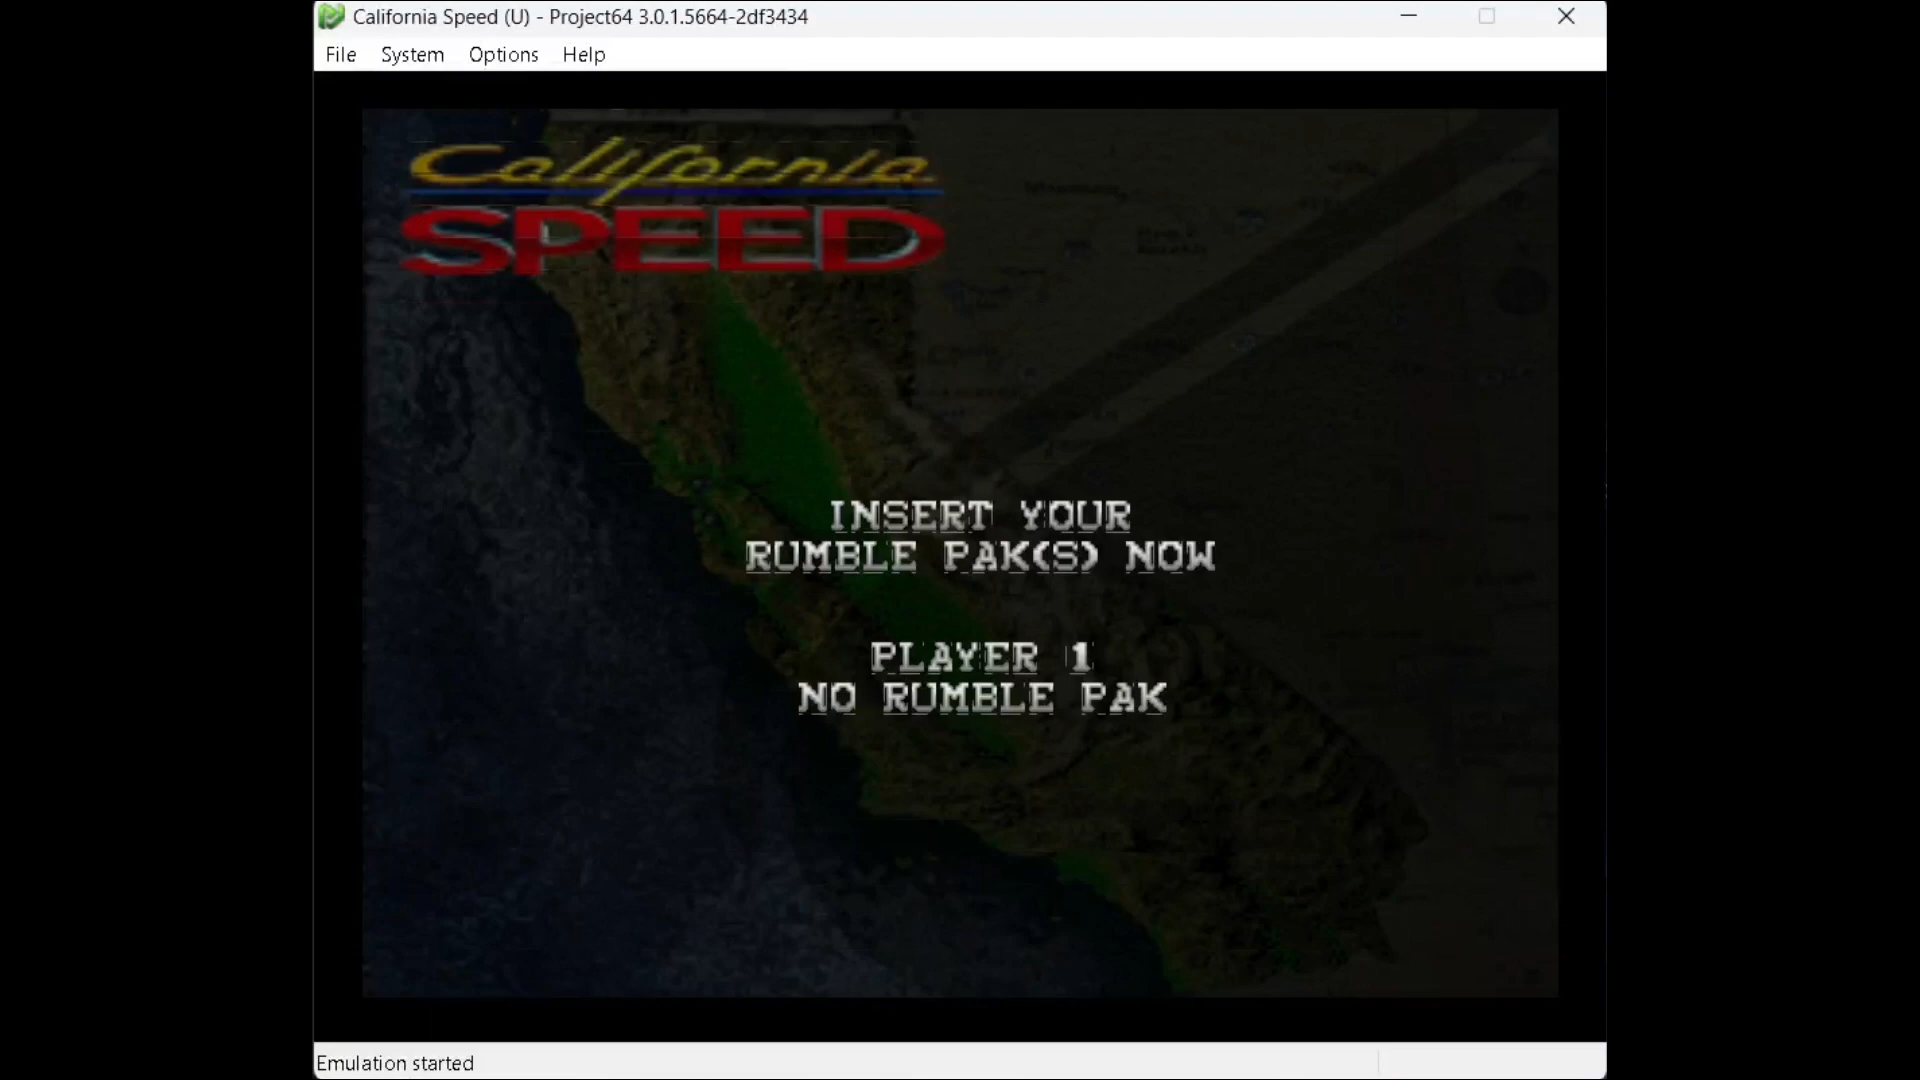 California Speed (U) - Project64 3.0.1.5664-2df3434
File System Options Help
California
SPEED
INSERT YOUR
RUMBLE PAK(S) NOW
PLAYER 1
NO RUMBLE PAK
Emulation started